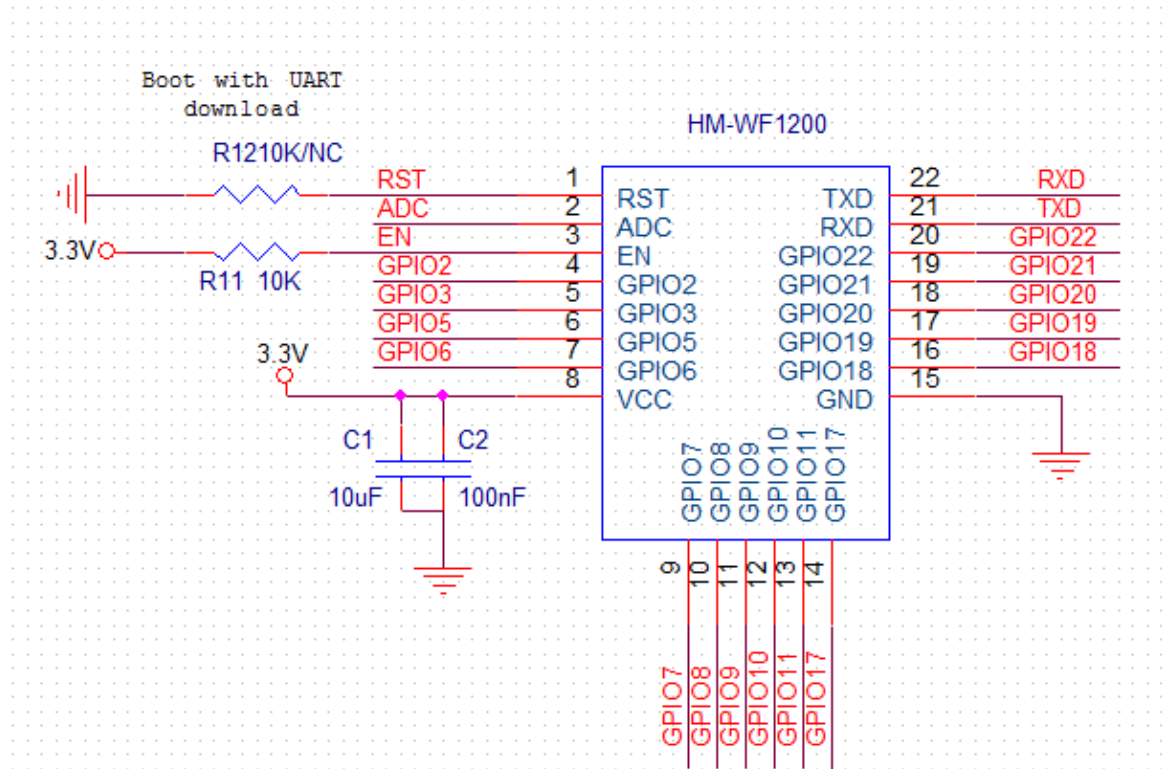 Boot with UART
download
HM-WF1200
R1210K/NC
RST
1
RST
ADC
2
ADC
3.3V
EN
3
EN
R11 10K
GPIO2
4
GPIO2
GPIO3
5
GPIO3
GPIO5
6
GPIO5
GPIO6
7
GPIO6
3.3V
8
VCC
TXD
22
RXD
RXD
21
TXD
GPIO22
20
GPIO22
GPIO21
19
GPIO21
GPIO20
18
GPIO20
GPIO19
17
GPIO19
GPIO18
16
GPIO18
GND
15
C1
C2
10uF
100nF
GPIO7
GPIO8
GPIO9
GPIO10
GPIO11
GPIO17
9
10
11
12
13
14
GPIO7
GPIO8
GPIO9
GPIO10
GPIO11
GPIO17